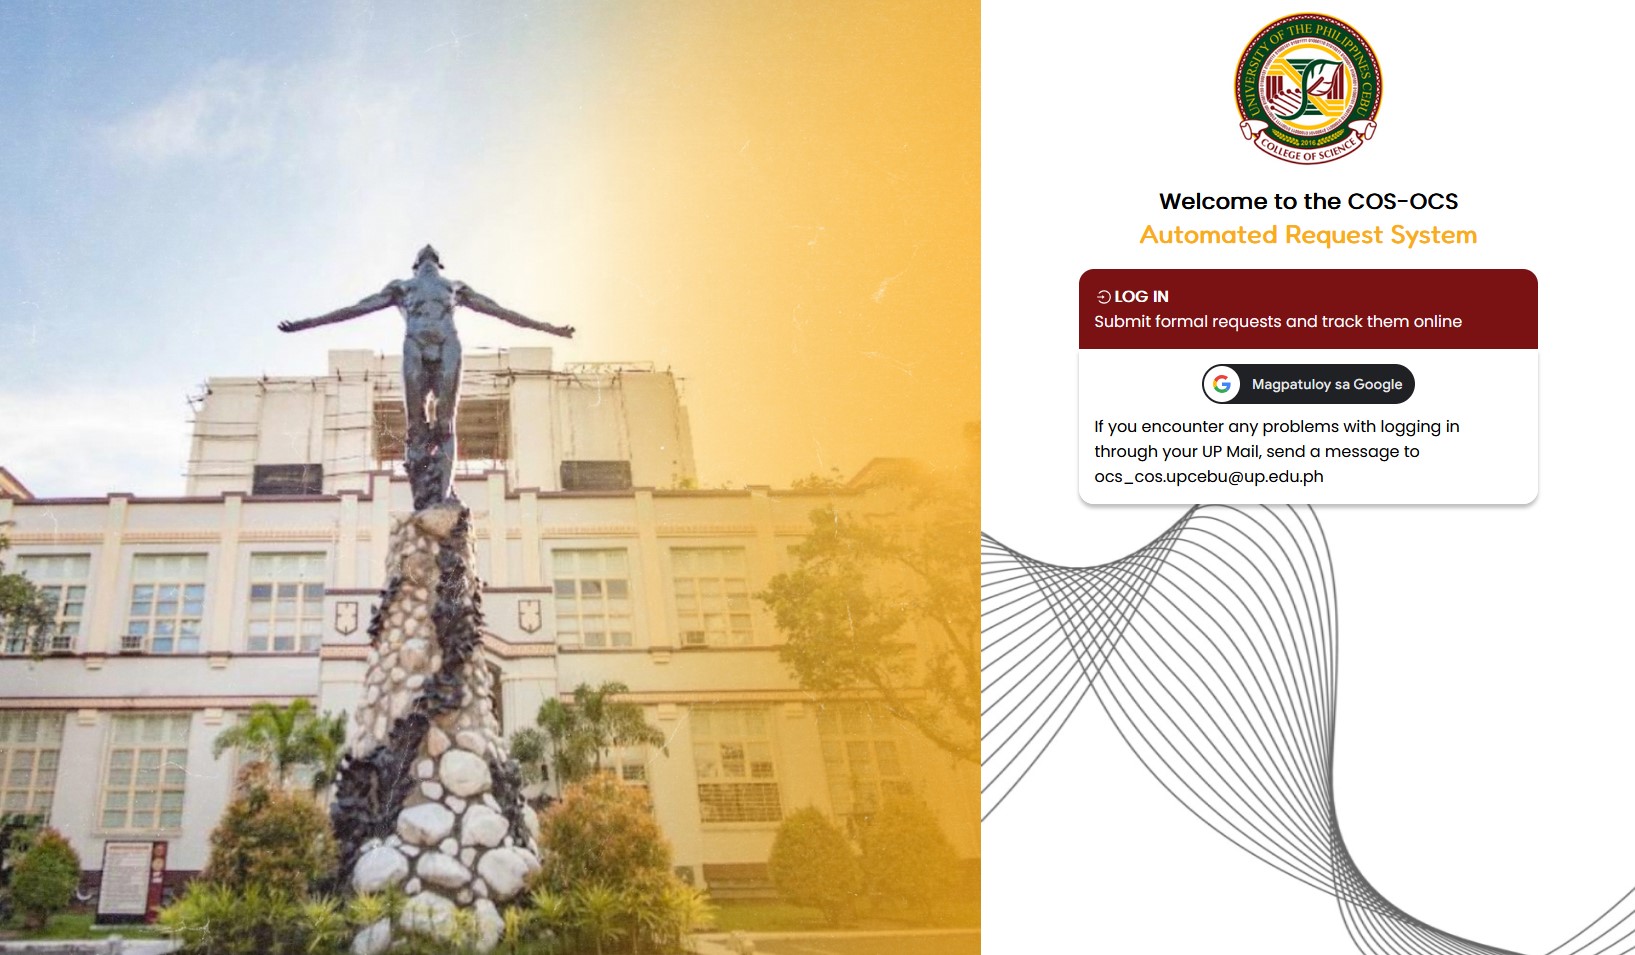 UNIVERSITY OF THE PHILIPPINES CEBU
2016
COLLEGE OF SCIENCE
Welcome to the COS-OCS
Automated Request System
LOG IN
Submit formal requests and track them online
Magpatuloy sa Google
If you encounter any problems with logging in
through your UP Mail, send a message to
ocs_cos.upcebu@up.edu.ph